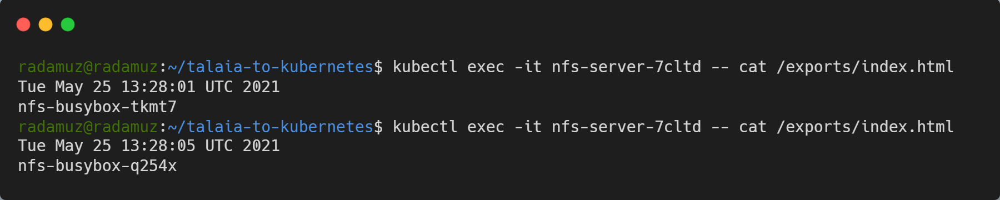 radamuz@radamuz:~/talaia-to-kubernetes$ kubectl exec -it nfs-server-7cltd -- cat /exports/index.html
Tue May 25 13:28:01 UTC 2021
nfs-busybox-tkmt7
radamuz@radamuz:~/talaia-to-kubernetes$ kubectl exec -it nfs-server-7cltd -- cat /exports/index.html
Tue May 25 13:28:05 UTC 2021
nfs-busybox-q254x